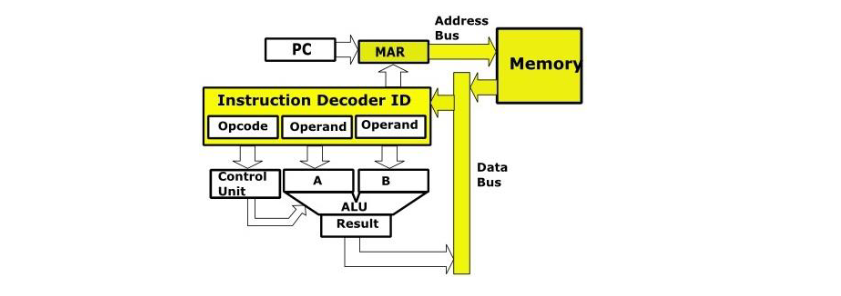 Address
Bus
PC
MAR
Memory
Instruction Decoder ID
Opcode
Operand
Operand
Control
Unit
A
B
Data
Bus
ALU
Result